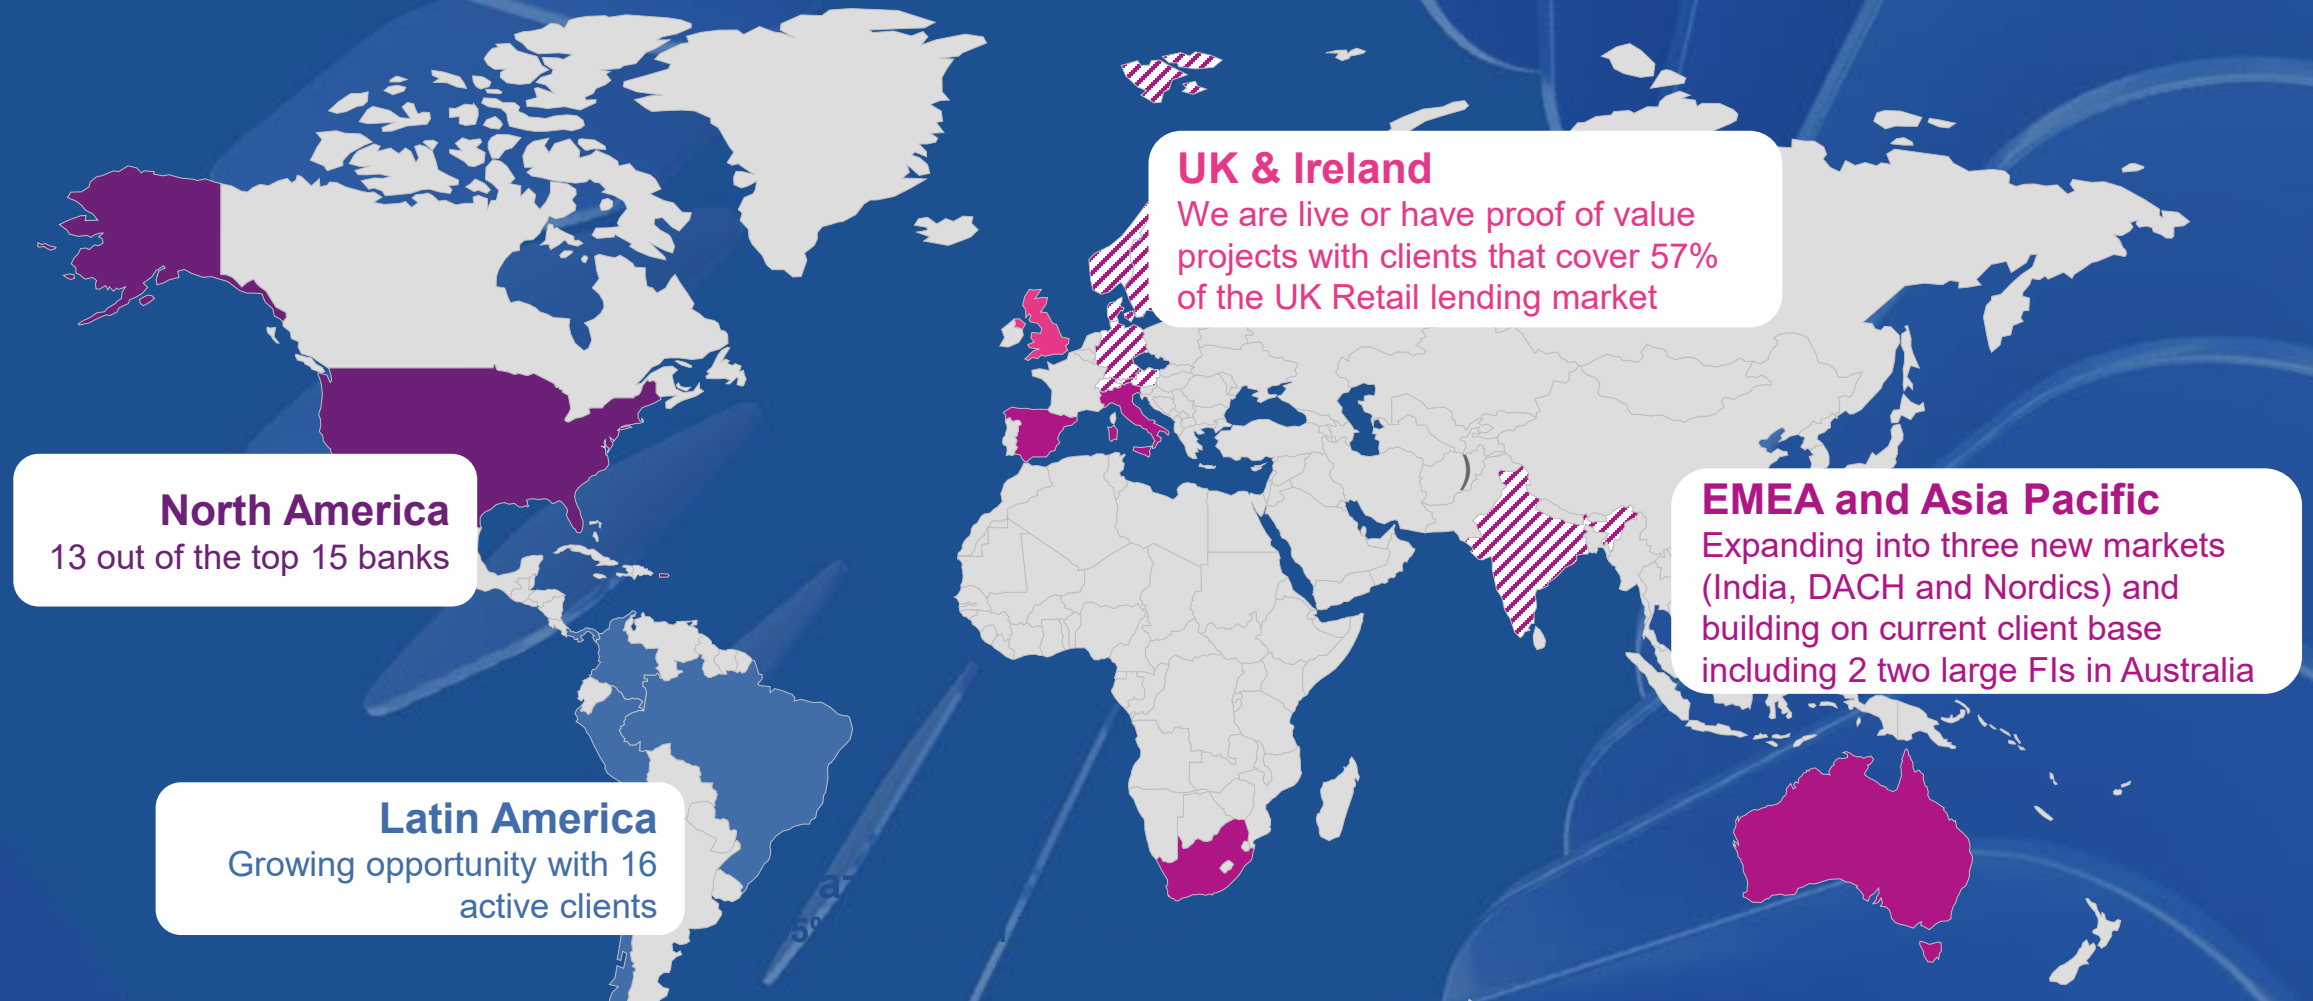 UK & Ireland
We are live or have proof of value
projects with clients that cover 57%
of the UK Retail lending market
North America
13 out of the top 15 banks
EMEA and Asia Pacific
Expanding into three new markets
(India, DACH and Nordics) and
building on current client base
including 2 two large FIs in Australia
Latin America
Growing opportunity with 16
active clients
)